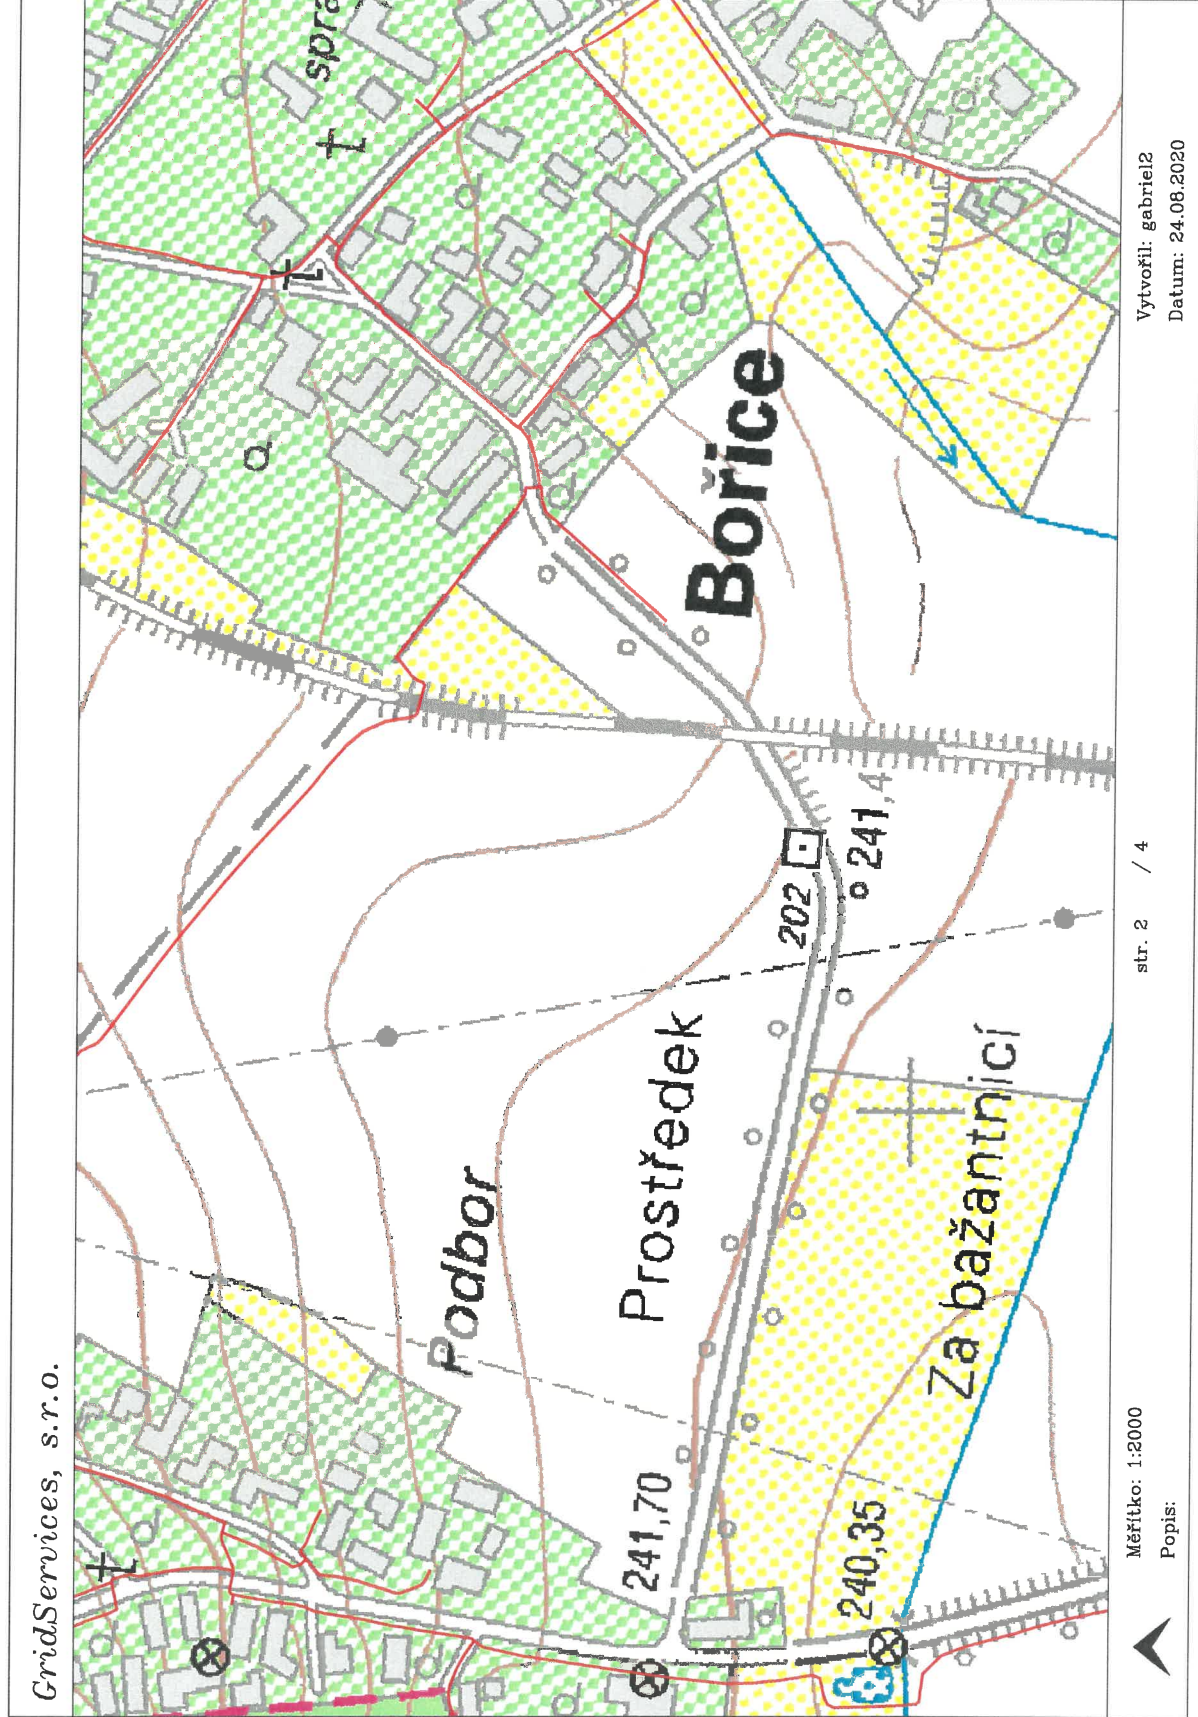 GridServices, s.r.o.
Podbor
Prostředek
241,70
240,35
Za bažantnicí
202
241,4
Bořice
Měřítko: 1:2000
Popis:
str. 2 / 4
Vytvořil: gabriel2
Datum: 24.08.2020